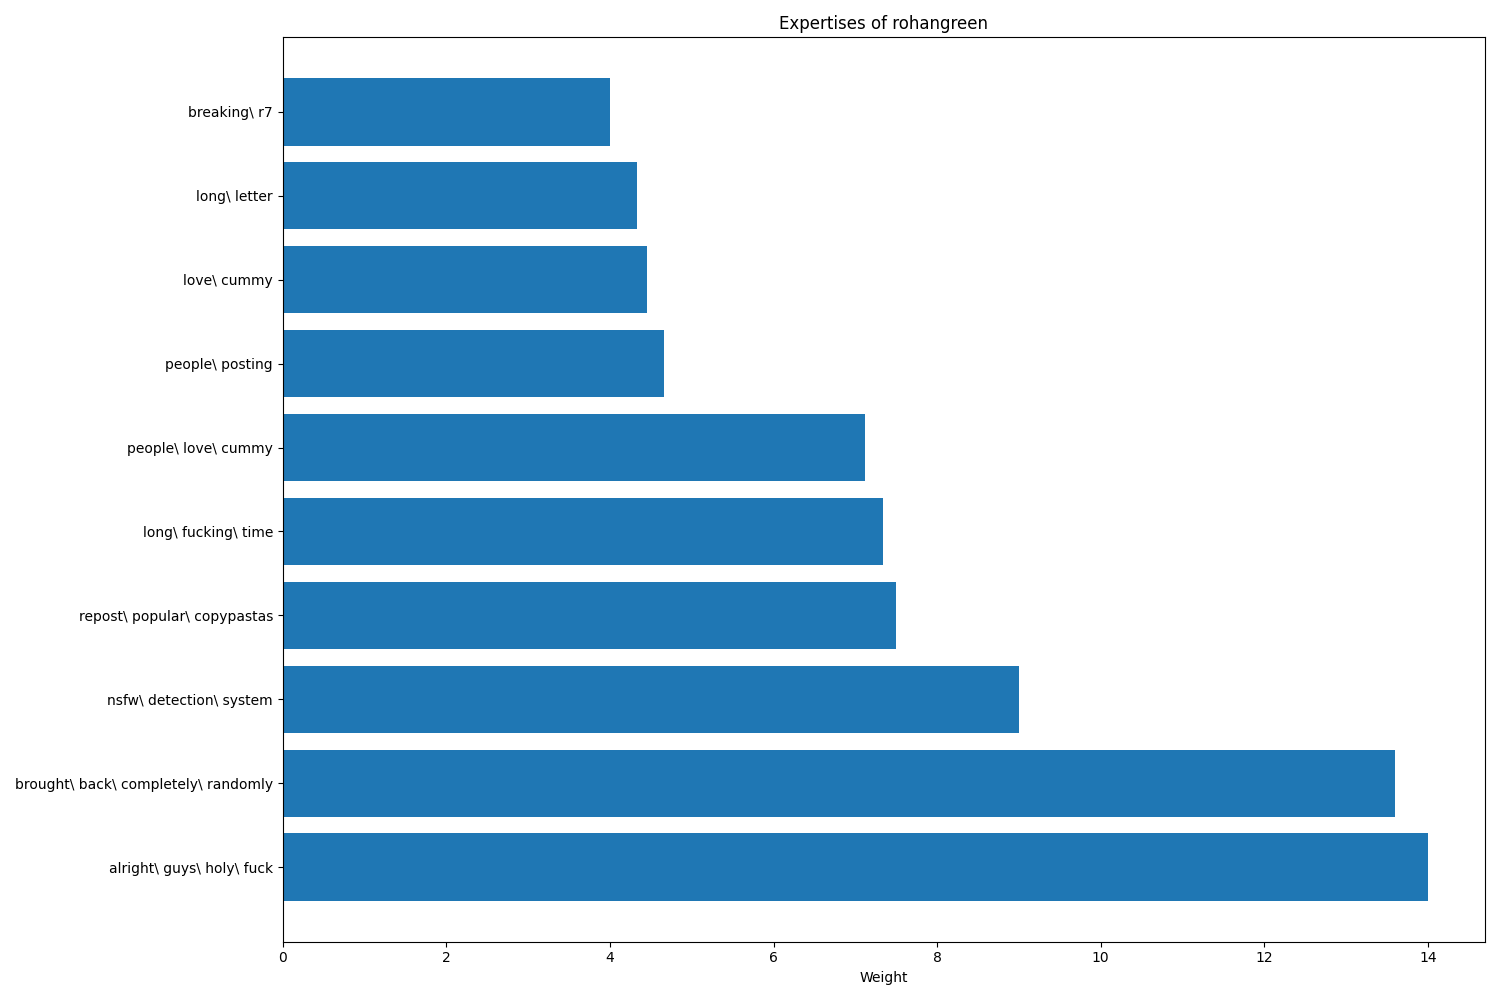 Expertises of rohangreen
breaking\ r7
long\ letter
love\ cummy
people\ posting
people\ love\ cummy
long\ fucking\ time
repost\ popular\ copypastas
nsfw\ detection\ system
brought\ back\ completely\ randomly
alright\ guys\ holy\ fuck
0 2 4 6 8 10 12 14
Weight